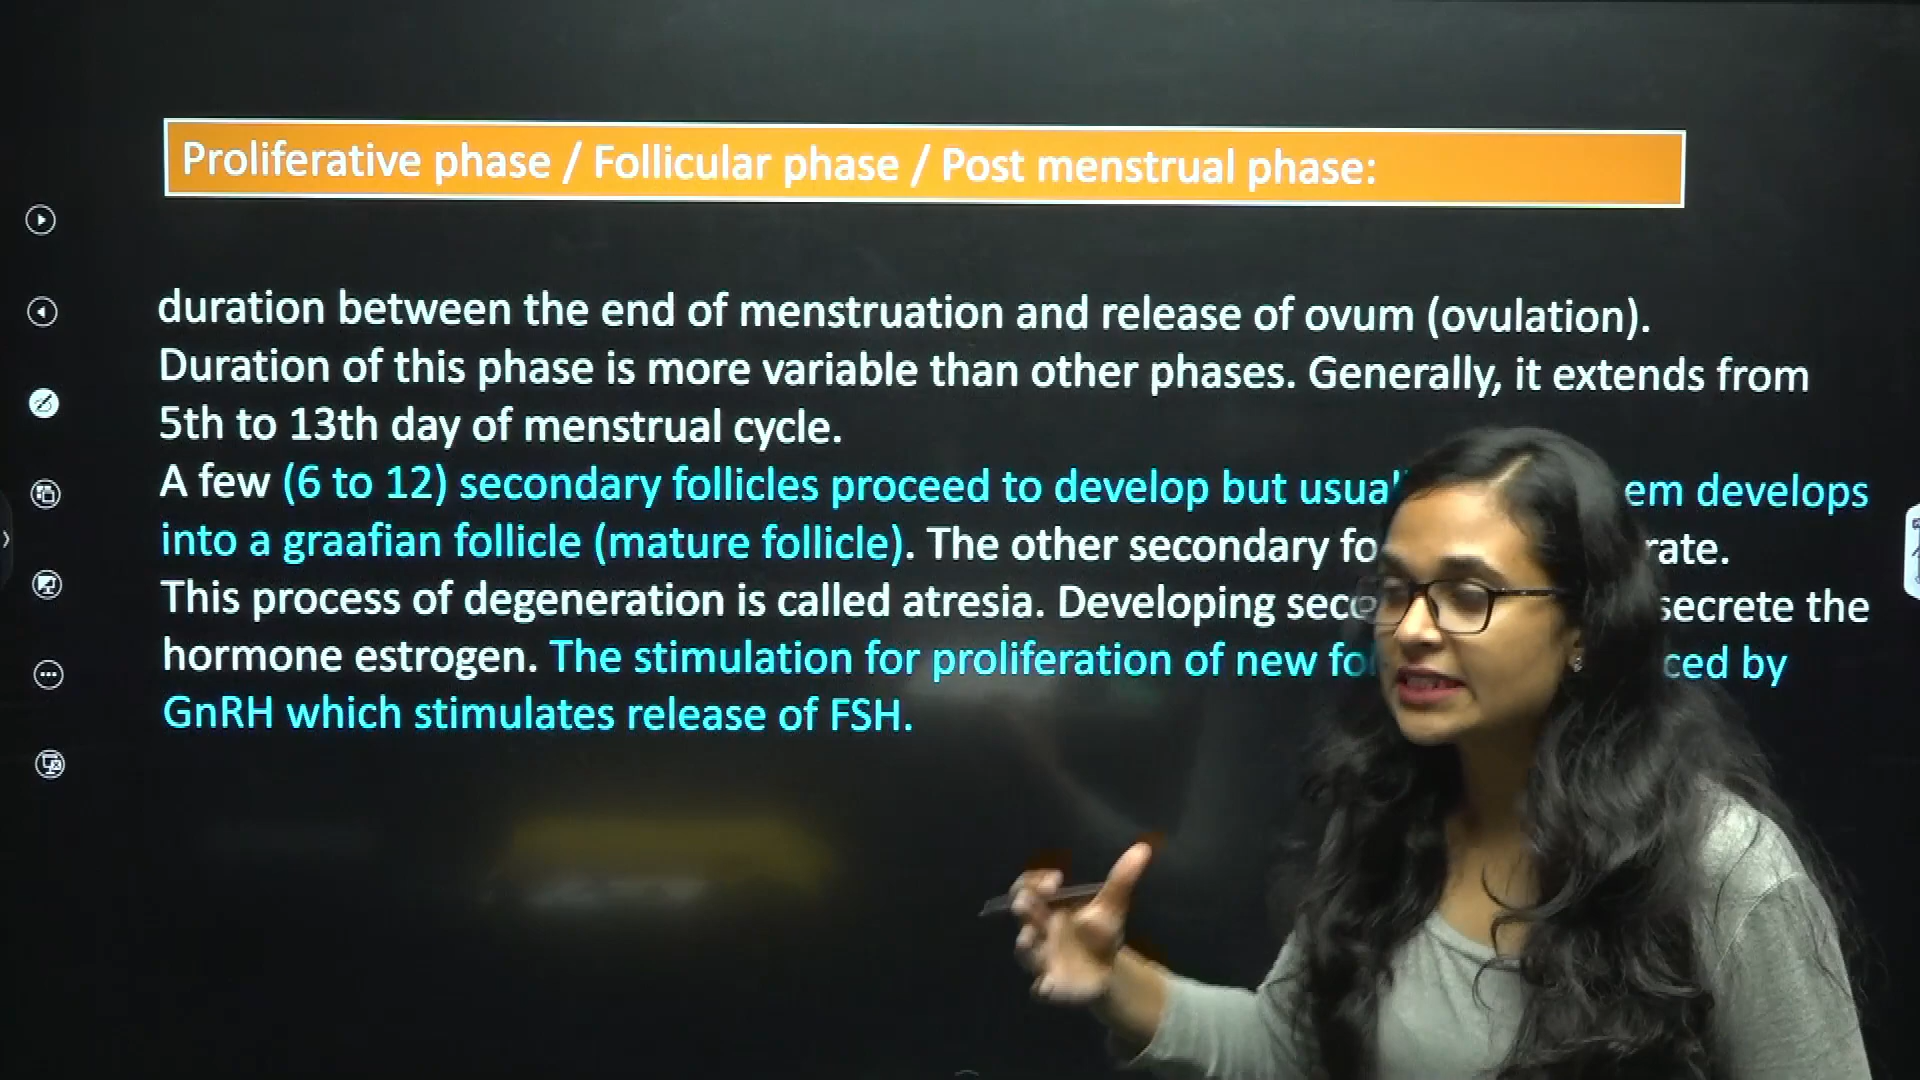 Proliferative phase / Follicular phase / Post menstrual phase:
duration between the end of menstruation and release of ovum (ovulation).
Duration of this phase is more variable than other phases. Generally, it extends from
5th to 13th day of menstrual cycle.
A few (6 to 12) secondary follicles proceed to develop but develops
into a graafian follicle (mature follicle). The other secondary
This process of degeneration is called atresia. Developing secrete the
hormone estrogen. The stimulation for proliferation of new by
GnRH which stimulates release of FSH.